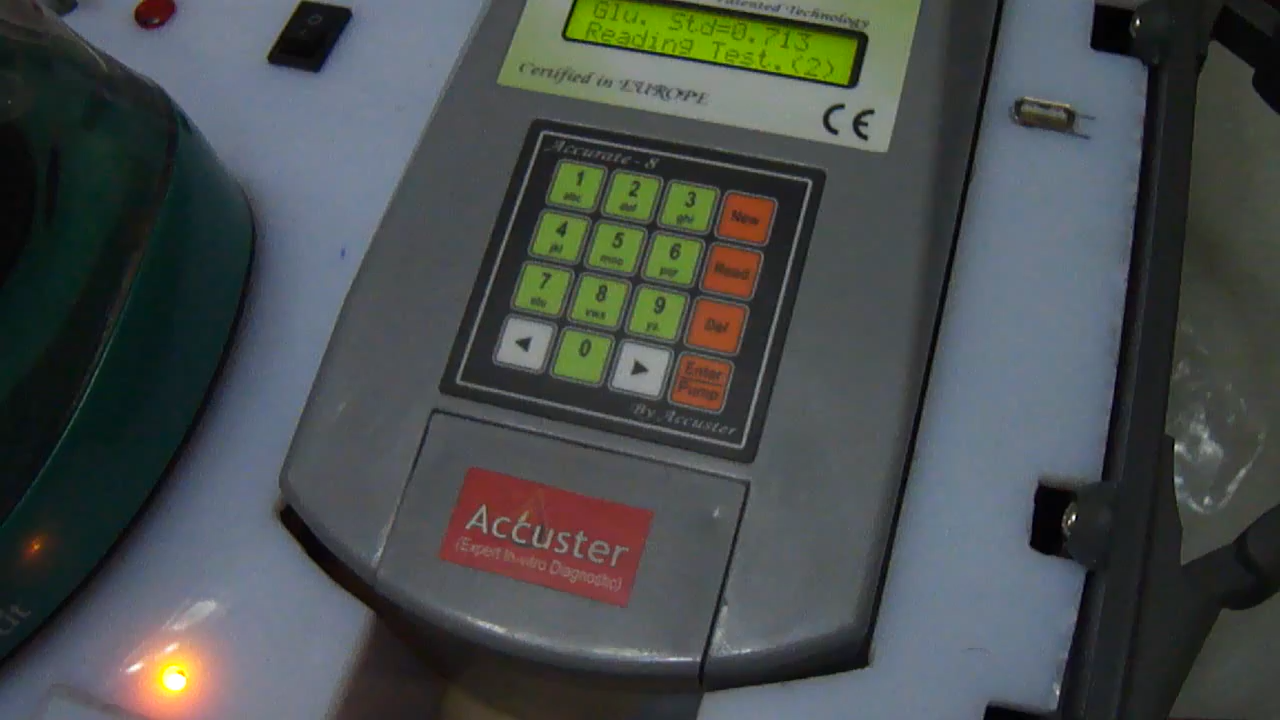 Patented Technology
Glu. Std=0.713
Reading Test.(2)
Certified in EUROPE
CE
Accurate - 8
1 abc 2 def 3 ghi New
4 jkl 5 mno 6 pqr Read
7 stu 8 vwx 9 yz. Del
◄ 0 ► Enter Pump
By Accuster
Accuster
(Expert In-vitro Diagnostic)